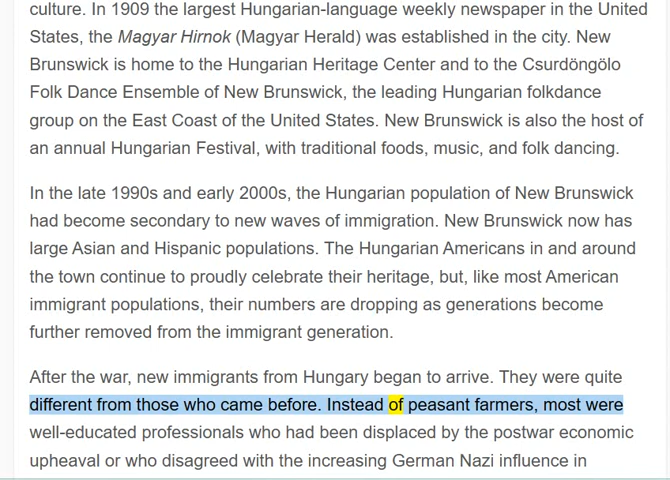 culture. In 1909 the largest Hungarian-language weekly newspaper in the United
States, the Magyar Hirnok (Magyar Herald) was established in the city. New
Brunswick is home to the Hungarian Heritage Center and to the Csurdöngölo
Folk Dance Ensemble of New Brunswick, the leading Hungarian folkdance
group on the East Coast of the United States. New Brunswick is also the host of
an annual Hungarian Festival, with traditional foods, music, and folk dancing.
In the late 1990s and early 2000s, the Hungarian population of New Brunswick
had become secondary to new waves of immigration. New Brunswick now has
large Asian and Hispanic populations. The Hungarian Americans in and around
the town continue to proudly celebrate their heritage, but, like most American
immigrant populations, their numbers are dropping as generations become
further removed from the immigrant generation.
After the war, new immigrants from Hungary began to arrive. They were quite
different from those who came before. Instead of peasant farmers, most were
well-educated professionals who had been displaced by the postwar economic
upheaval or who disagreed with the increasing German Nazi influence in